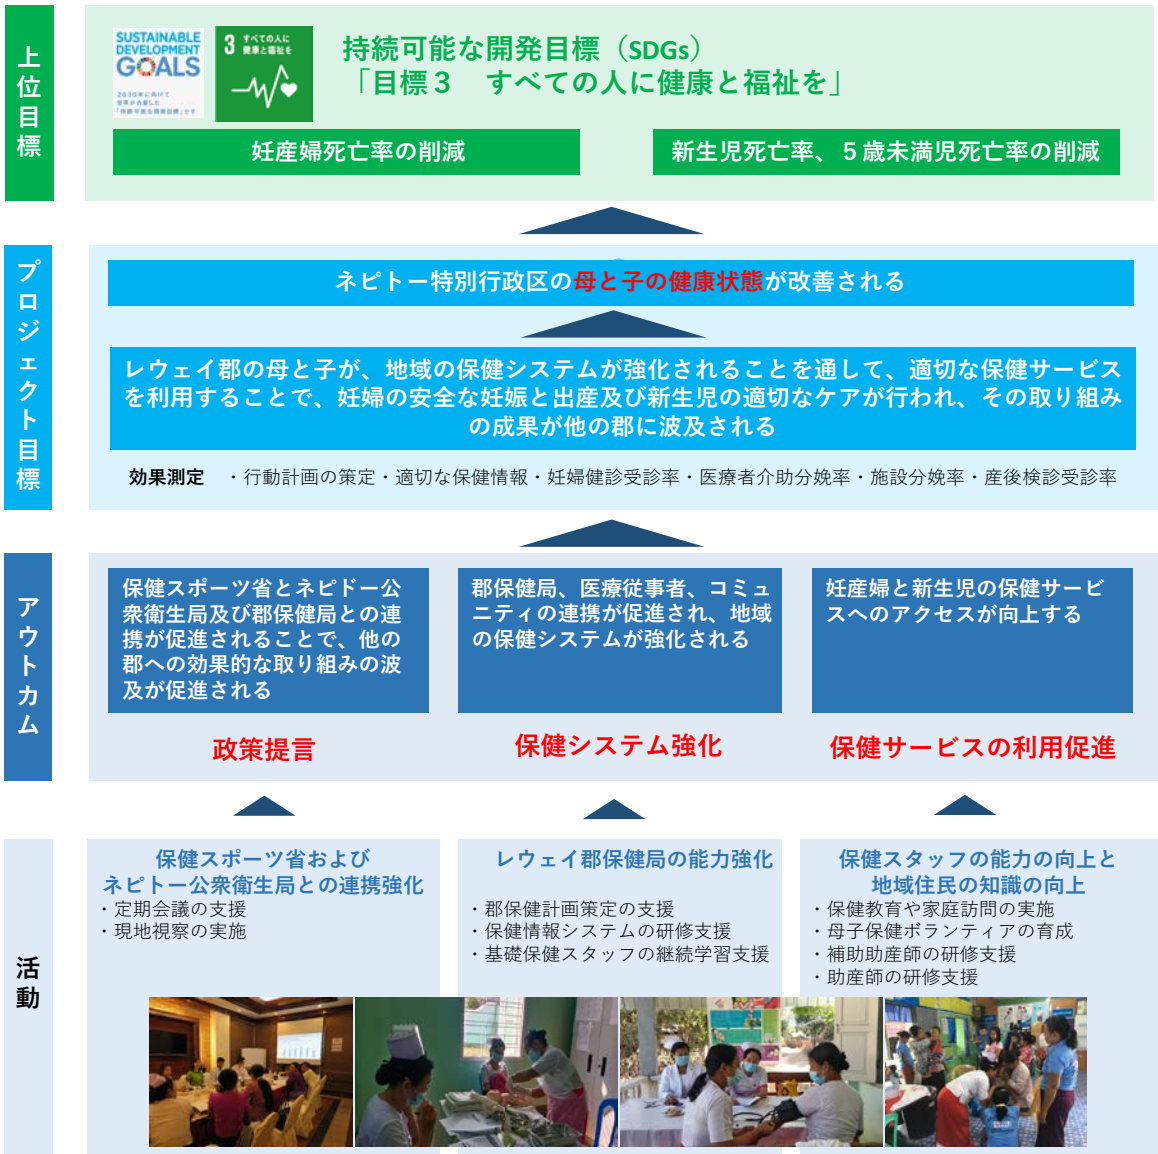 上位目標
SUSTAINABLE
DEVELOPMENT
GOALS
2030年に向けて
世界が合意した
「持続可能な開発目標」です
3 すべての人に
健康と福祉を
持続可能な開発目標（SDGs）
「目標３　すべての人に健康と福祉を」
妊産婦死亡率の削減
新生児死亡率、５歳未満児死亡率の削減
プロジェクト目標
ネピトー特別行政区の母と子の健康状態が改善される
レウェイ郡の母と子が、地域の保健システムが強化されることを通して、適切な保健サービス
を利用することで、妊婦の安全な妊娠と出産及び新生児の適切なケアが行われ、その取り組み
の成果が他の郡に波及される
効果測定　・行動計画の策定・適切な保健情報・妊婦健診受診率・医療者介助分娩率・施設分娩率・産後検診受診率
アウトカム
保健スポーツ省とネピドー公
衆衛生局及び郡保健局との連
携が促進されることで、他の
郡への効果的な取り組みの波
及が促進される
政策提言
郡保健局、医療従事者、コミュ
ニティの連携が促進され、地域
の保健システムが強化される
保健システム強化
妊産婦と新生児の保健サービ
スへのアクセスが向上する
保健サービスの利用促進
活動
保健スポーツ省および
ネピトー公衆衛生局との連携強化
・定期会議の支援
・現地視察の実施
レウェイ郡保健局の能力強化
・郡保健計画策定の支援
・保健情報システムの研修支援
・基礎保健スタッフの継続学習支援
保健スタッフの能力の向上と
地域住民の知識の向上
・保健教育や家庭訪問の実施
・母子保健ボランティアの育成
・補助助産師の研修支援
・助産師の研修支援